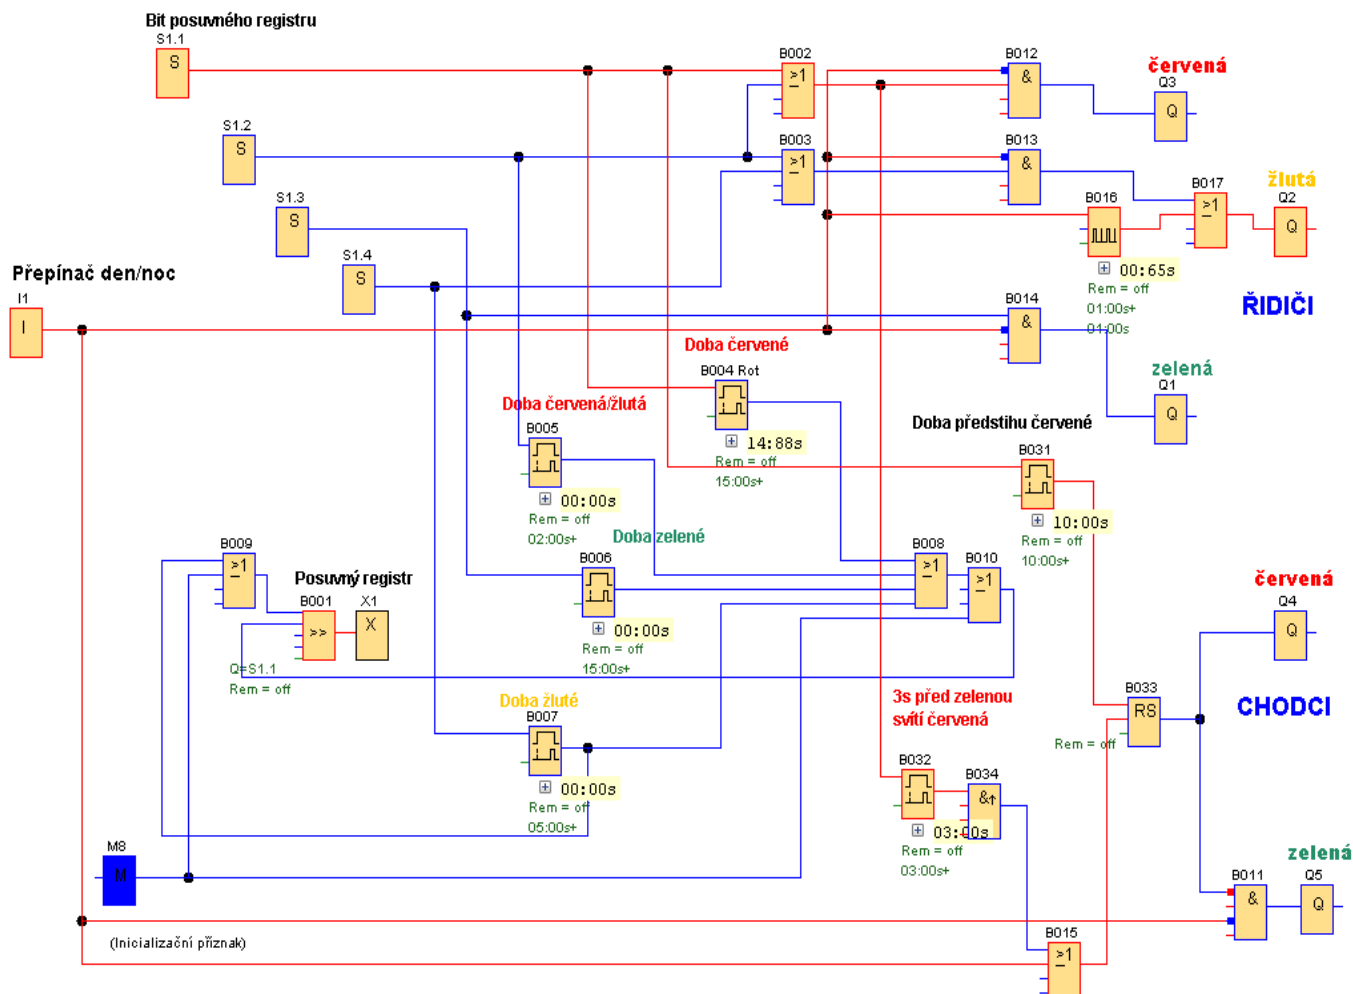 Bit posuvného registru
S1.1
S
B002
>1
B012
&
červená
Q3
Q
S1.2
S
B003
>1
B013
&
žlutá
S1.3
S
B016
B017
>1
Q2
Q
S1.4
S
00:65s
Rem = off
01:00s+
01:00s
Přepínač den/noc
I1
I
B014
&
ŘIDIČI
Doba červené
B004 Rot
14:88s
Rem = off
15:00s+
zelená
Q1
Q
Doba červená/žlutá
B005
00:00s
Rem = off
02:00s+
Doba předstihu červené
B031
10:00s
Rem = off
10:00s+
Doba zelené
B006
00:00s
Rem = off
15:00s+
B009
>1
B008
>1
B010
>1
Posuvný registr
B001
>>
X1
X
Q=S1.1
Rem = off
červená
Q4
Q
Doba žluté
B007
00:00s
Rem = off
05:00s+
3s před zelenou
svítí červená
B033
RS
Rem = off
CHODCI
B032
03:00s
Rem = off
03:00s+
B034
&↑
M8
M
zelená
B011
&
Q5
Q
(Inicializační příznak)
B015
>1